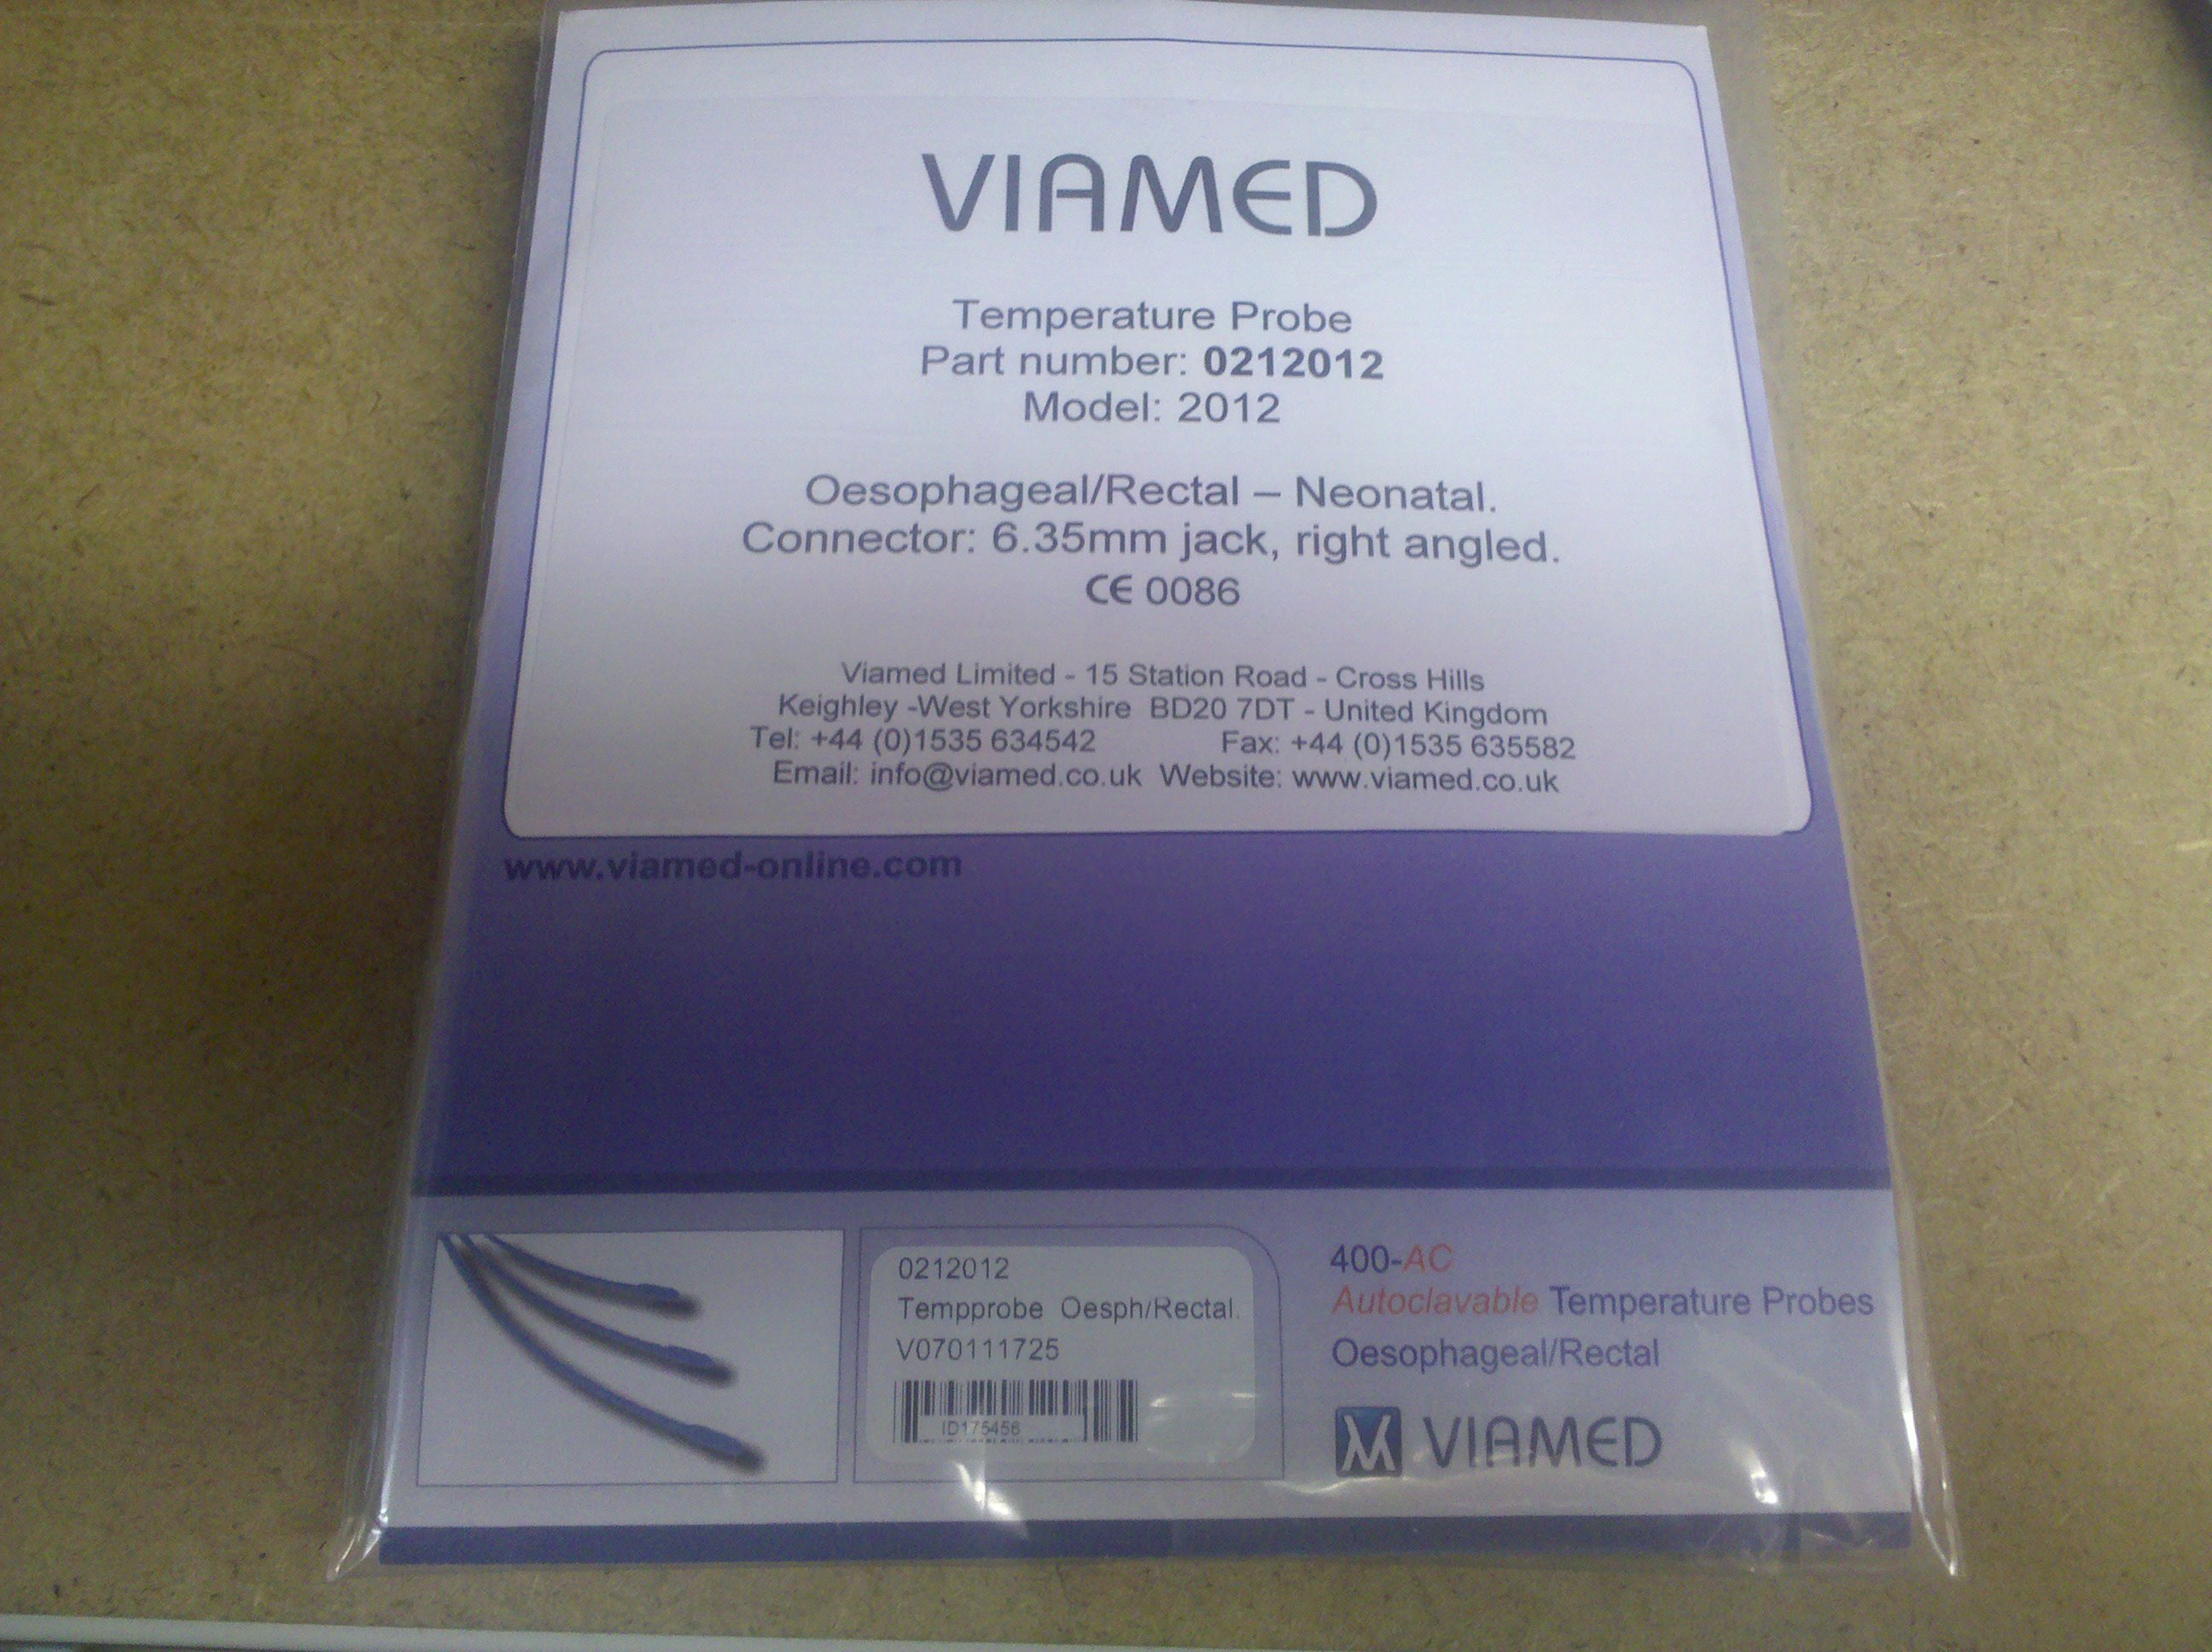 VIAMED
Temperature Probe
Part number: 0212012
Model: 2012
Oesophageal/Rectal – Neonatal.
Connector: 6.35mm jack, right angled.
CE 0086
Viamed Limited - 15 Station Road - Cross Hills
Keighley -West Yorkshire BD20 7DT - United Kingdom
Tel: +44 (0)1535 634542 Fax: +44 (0)1535 635582
Email: info@viamed.co.uk Website: www.viamed.co.uk
www.viamed-online.com
0212012
Tempprobe Oesph/Rectal.
V070111725
ID175456
400-AC
Autoclavable Temperature Probes
Oesophageal/Rectal
VIAMED